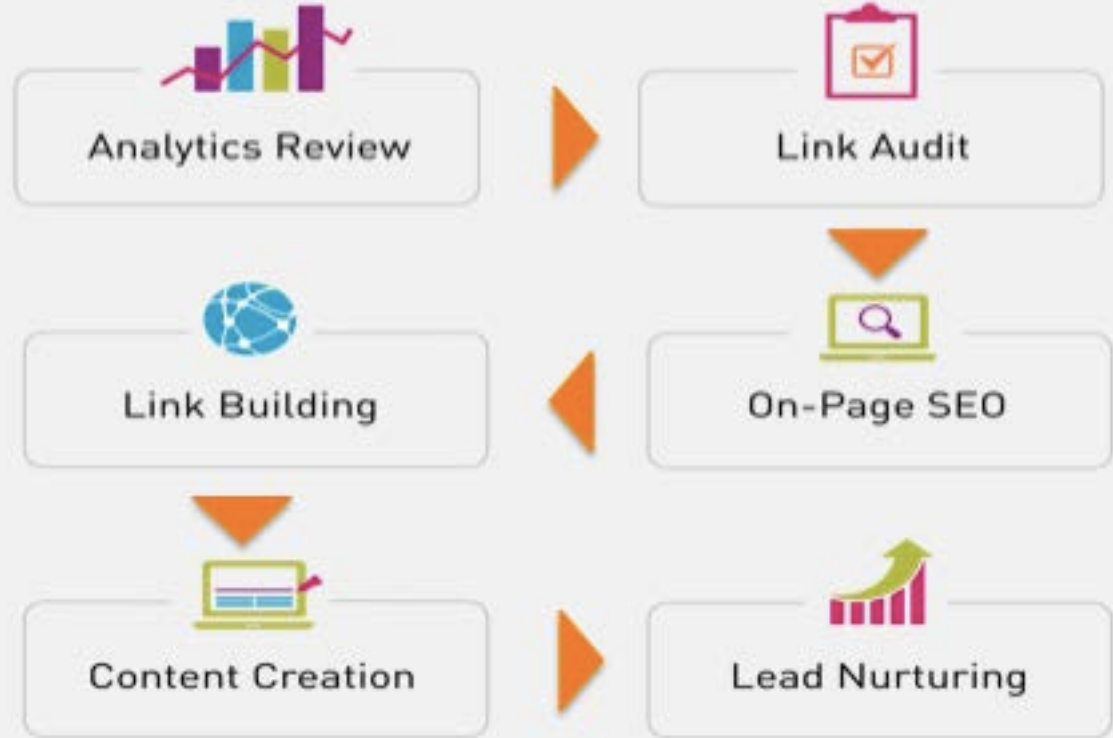 Analytics Review
Link Audit
On-Page SEO
Link Building
Content Creation
Lead Nurturing